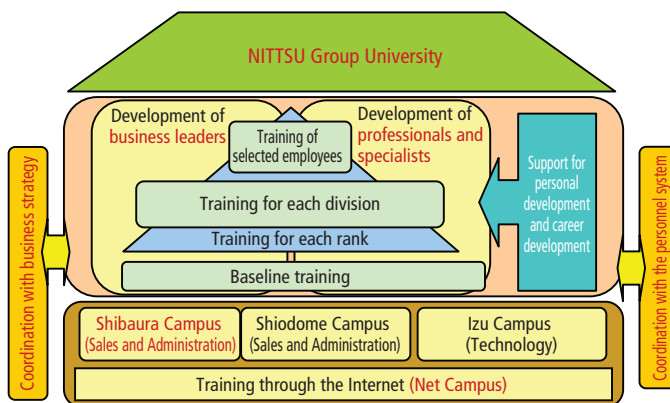 NITTSU Group University
Development of
business leaders
Development of
professionals and
specialists
Training of
selected employees
Training for each division
Training for each rank
Baseline training
Support for
personal
development
and career
development
Coordination with business strategy
Coordination with the personnel system
Shibaura Campus
(Sales and Administration)
Shiodome Campus
(Sales and Administration)
Izu Campus
(Technology)
Training through the Internet (Net Campus)